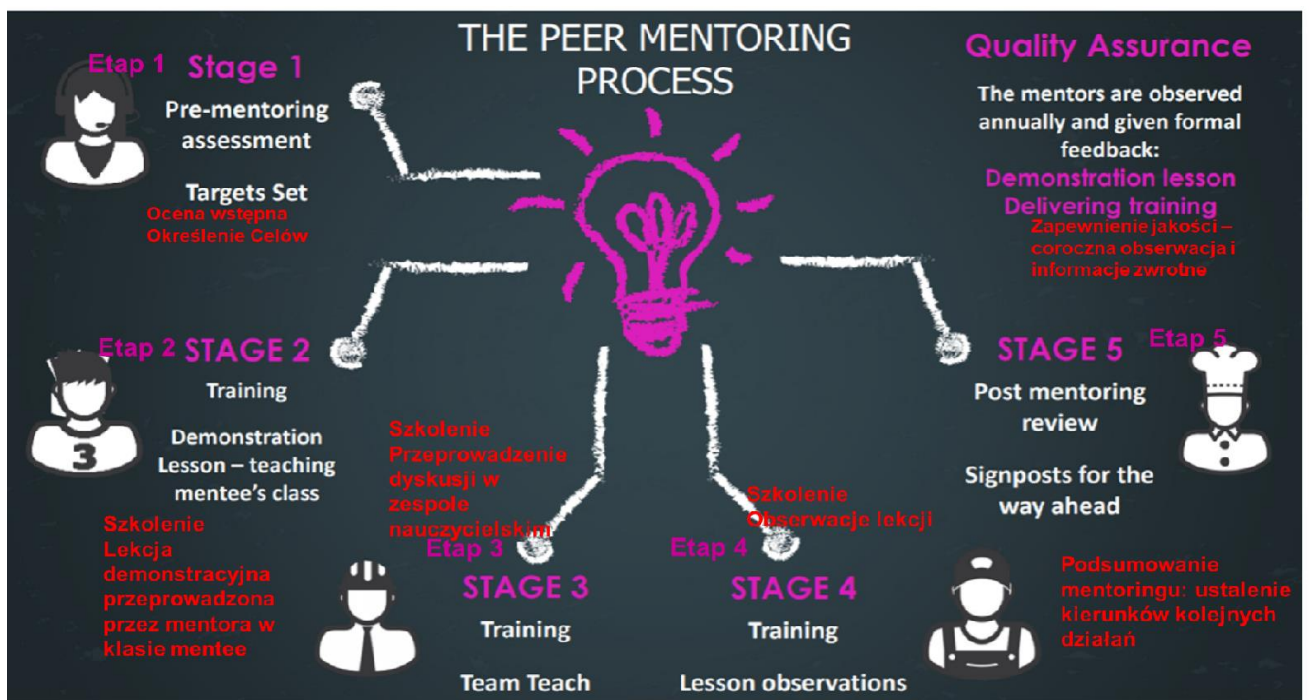 THE PEER MENTORING
PROCESS
Etap 1 Stage 1
Pre-mentoring
assessment
Targets Set
Ocena wstępna
Określenie Celów
Quality Assurance
The mentors are observed
annually and given formal
feedback:
Demonstration lesson
Delivering training
Zapewnienie jakości –
coroczna obserwacja i
informacje zwrotne
Etap 2 STAGE 2
Training
Demonstration
Lesson – teaching
mentee's class
3
Szkolenie
Lekcja
demonstracyjna
przeprowadzona
przez mentora w
klasie mentee
Szkolenie
Przeprowadzenie
dyskusji w
zespole
nauczycielskim
Etap 3
STAGE 3
Training
Team Teach
Szkolenie
Obserwacje lekcji
Etap 4
STAGE 4
Training
Lesson observations
Etap 5
STAGE 5
Post mentoring
review
Signposts for the
way ahead
Podsumowanie
mentoringu: ustalenie
kierunków kolejnych
działań